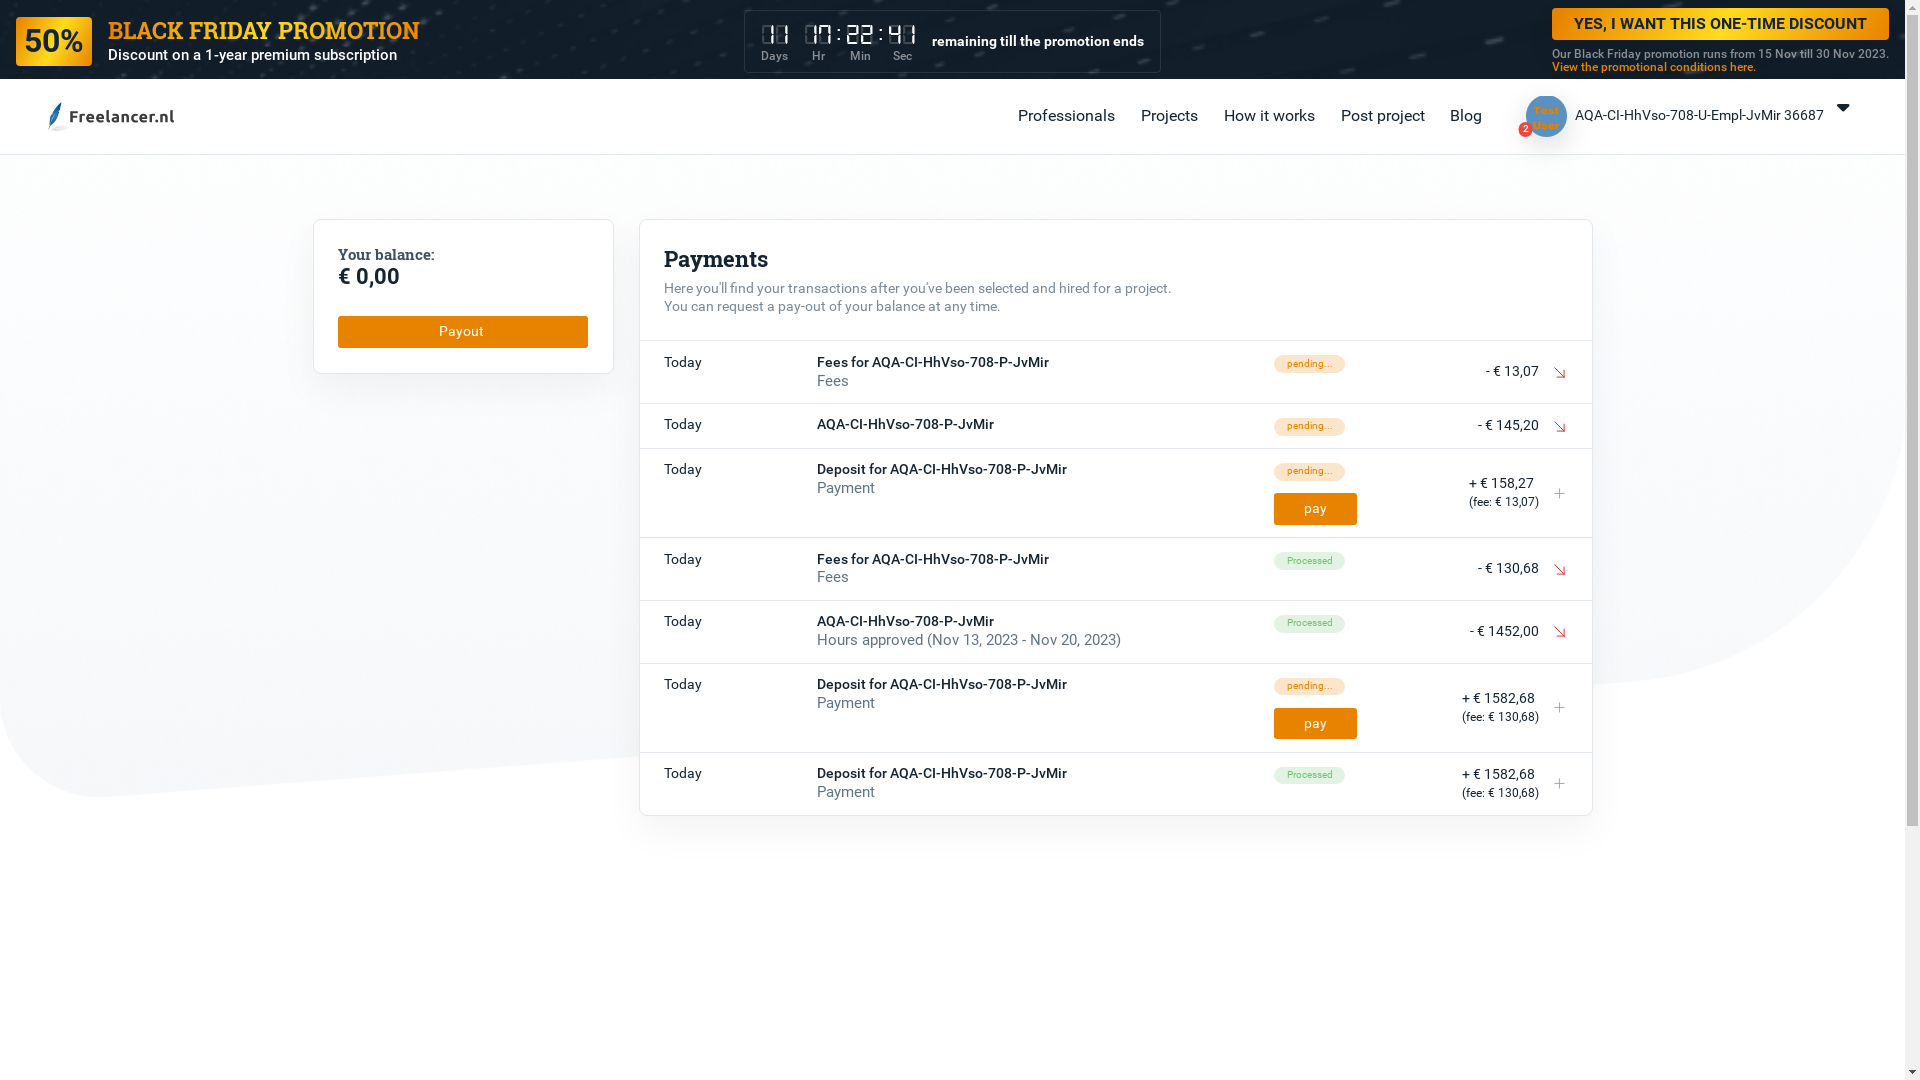 50%
BLACK FRIDAY PROMOTION
Discount on a 1-year premium subscription
11 17:22:41
Days Hr Min Sec
remaining till the promotion ends
YES, I WANT THIS ONE-TIME DISCOUNT
Our Black Friday promotion runs from 15 Nov till 30 Nov 2023.
View the promotional conditions here.
Freelancer.nl
Professionals Projects How it works Post project Blog
Test
User
2
AQA-CI-HhVso-708-U-Empl-JvMir 36687
Your balance:
€ 0,00
Payout
Payments
Here you'll find your transactions after you've been selected and hired for a project.
You can request a pay-out of your balance at any time.
Today Fees for AQA-CI-HhVso-708-P-JvMir pending... - € 13,07
Fees
Today AQA-CI-HhVso-708-P-JvMir pending... - € 145,20
Today Deposit for AQA-CI-HhVso-708-P-JvMir pending... + € 158,27
Payment (fee: € 13,07)
pay
Today Fees for AQA-CI-HhVso-708-P-JvMir Processed - € 130,68
Fees
Today AQA-CI-HhVso-708-P-JvMir Processed - € 1452,00
Hours approved (Nov 13, 2023 - Nov 20, 2023)
Today Deposit for AQA-CI-HhVso-708-P-JvMir pending... + € 1582,68
Payment (fee: € 130,68)
pay
Today Deposit for AQA-CI-HhVso-708-P-JvMir Processed + € 1582,68
Payment (fee: € 130,68)